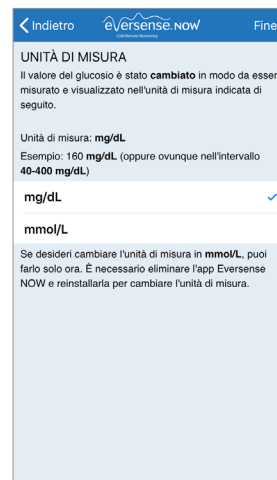 Indietro
eversense. NOW
CGM Remote Monitoring
Fine
UNITÀ DI MISURA
Il valore del glucosio è stato cambiato in modo da esser
misurato e visualizzato nell'unità di misura indicata di
seguito.
Unità di misura: mg/dL
Esempio: 160 mg/dL (oppure ovunque nell'intervallo
40-400 mg/dL)
mg/dL
mmol/L
Se desideri cambiare l'unità di misura in mmol/L, puoi
farlo solo ora. È necessario eliminare l'app Eversense
NOW e reinstallarla per cambiare l'unità di misura.